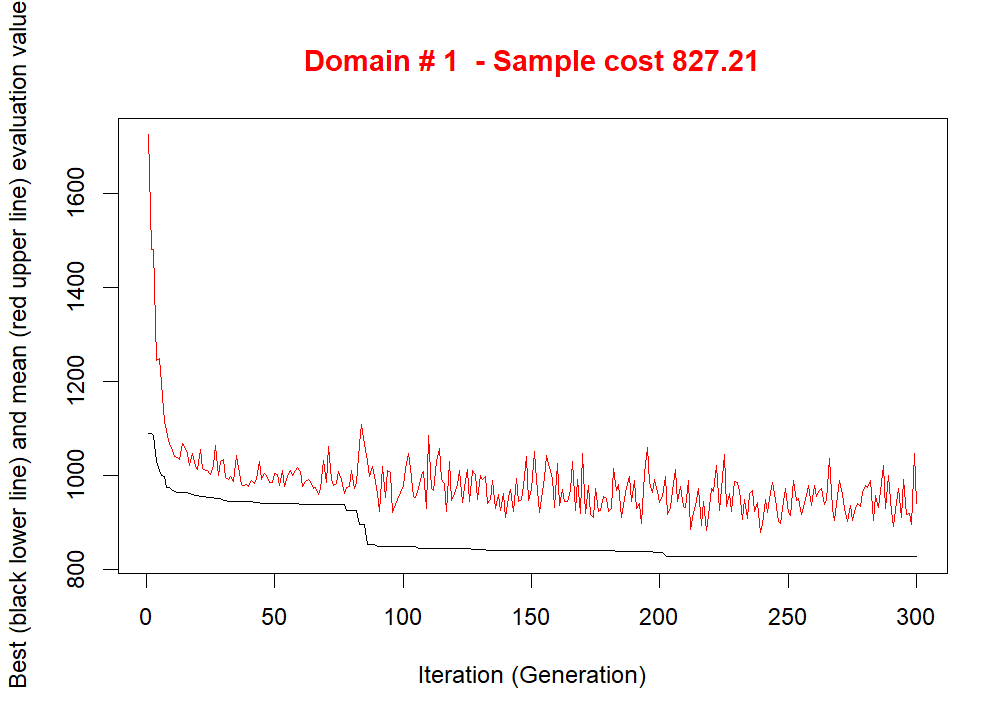 Domain # 1  - Sample cost 827.21
Best (black lower line) and mean (red upper line) evaluation value
1600
1400
1200
1000
800
0 50 100 150 200 250 300
Iteration (Generation)